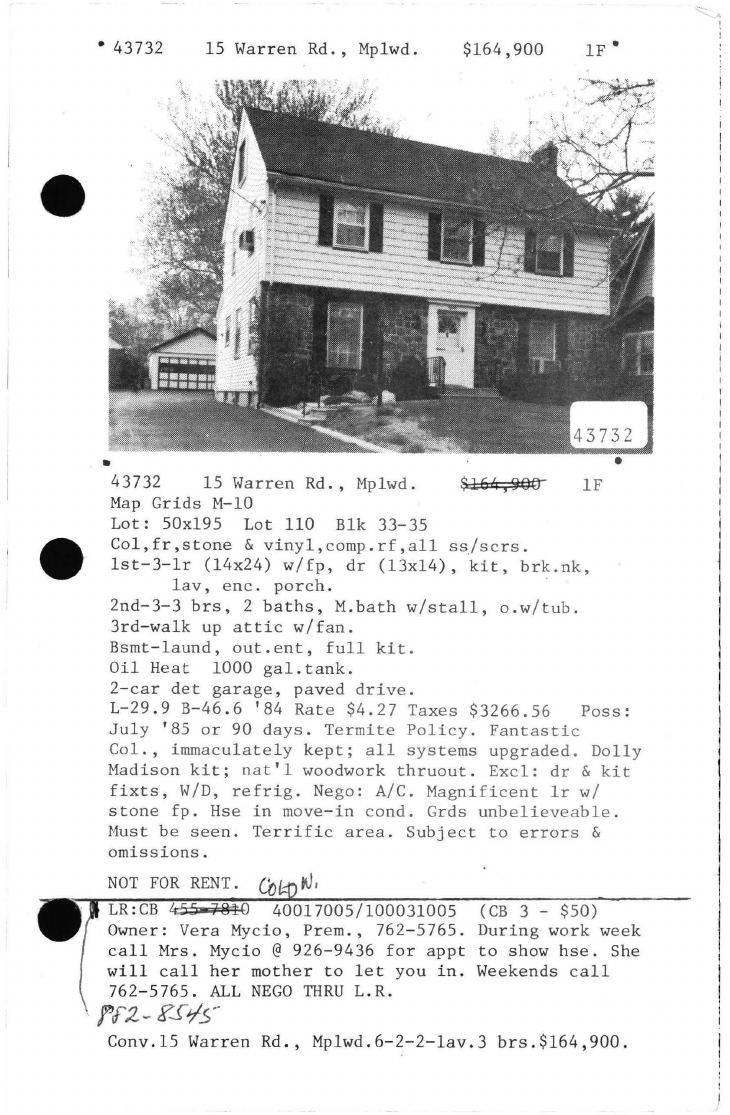 43732 15 Warren Rd., Mplwd. $164,900 1F
43732
43732 15 Warren Rd., Mplwd. $164,900 1F
Map Grids M-10
Lot: 50x195 Lot 110 Blk 33-35
Col,fr,stone & vinyl,comp.rf,all ss/scrs.
1st-3-lr (14x24) w/fp, dr (13x14), kit, brk.nk,
lav, enc. porch.
2nd-3-3 brs, 2 baths, M.bath w/stall, o.w/tub.
3rd-walk up attic w/fan.
Bsmt-laund, out.ent, full kit.
Oil Heat 1000 gal.tank.
2-car det garage, paved drive.
L-29.9 B-46.6 '84 Rate $4.27 Taxes $3266.56 Poss:
July '85 or 90 days. Termite Policy. Fantastic
Col., immaculately kept; all systems upgraded. Dolly
Madison kit; nat'l woodwork thruout. Excl: dr & kit
fixts, W/D, refrig. Nego: A/C. Magnificent lr w/
stone fp. Hse in move-in cond. Grds unbelieveable.
Must be seen. Terrific area. Subject to errors &
omissions.
NOT FOR RENT. COLD W.
LR:CB 455-7810 40017005/100031005 (CB 3 - $50)
Owner: Vera Mycio, Prem., 762-5765. During work week
call Mrs. Mycio @ 926-9436 for appt to show hse. She
will call her mother to let you in. Weekends call
762-5765. ALL NEGO THRU L.R.
882-8545
Conv.15 Warren Rd., Mplwd.6-2-2-lav.3 brs.$164,900.